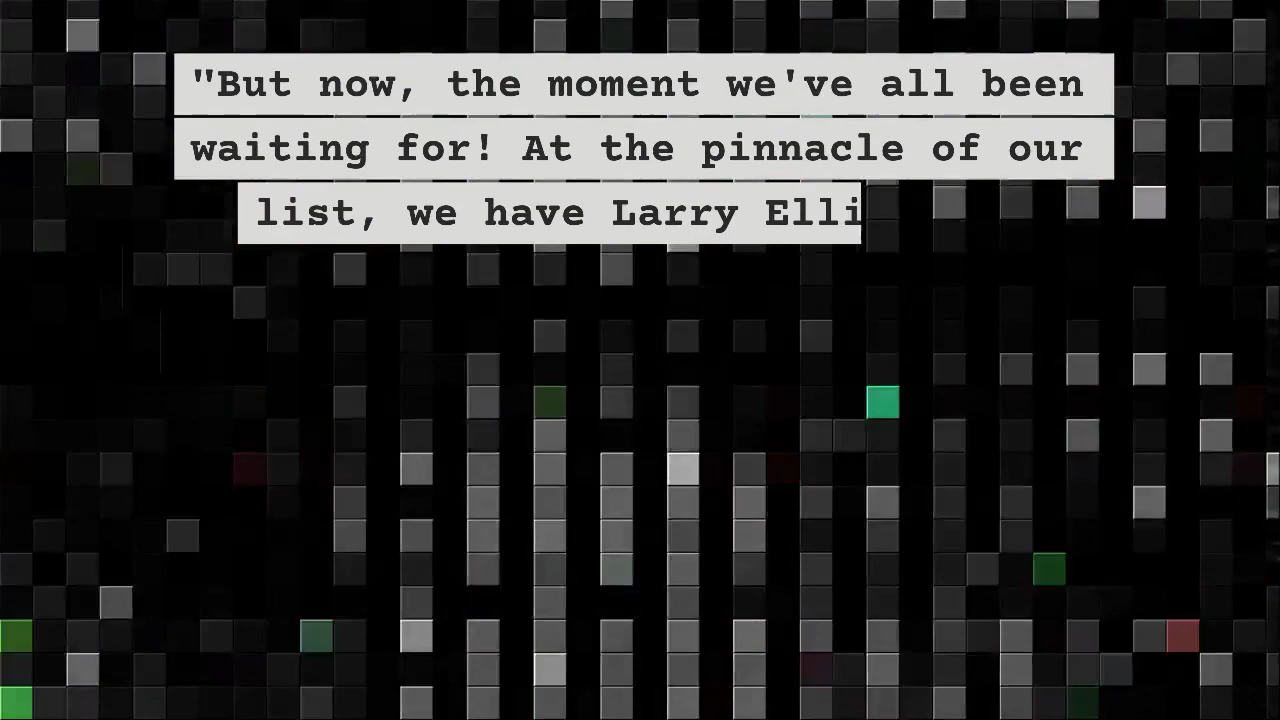 "But now, the moment we've all been
waiting for! At the pinnacle of our
list, we have Larry Elli